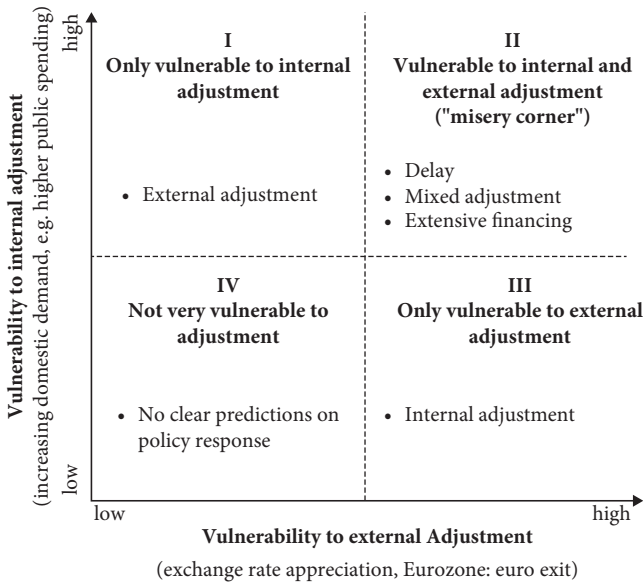 high
Vulnerability to internal adjustment
(increasing domestic demand, e.g. higher public spending)
low
I
Only vulnerable to internal
adjustment
• External adjustment
II
Vulnerable to internal and
external adjustment
("misery corner")
• Delay
• Mixed adjustment
• Extensive financing
IV
Not very vulnerable to
adjustment
• No clear predictions on
policy response
III
Only vulnerable to external
adjustment
• Internal adjustment
low
high
Vulnerability to external Adjustment
(exchange rate appreciation, Eurozone: euro exit)